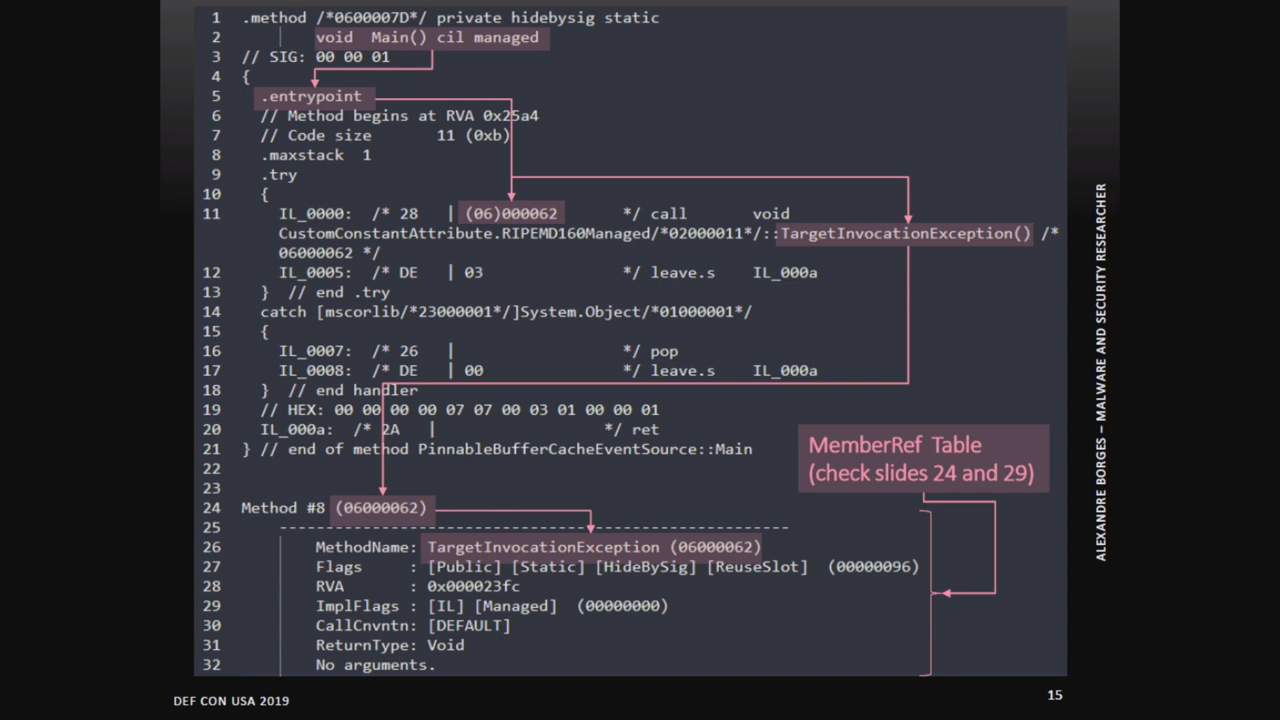 1 .method /*0600007D*/ private hidebysig static
2 void Main() cil managed
3 // SIG: 00 00 01
4 {
5 .entrypoint
6 // Method begins at RVA 0x25a4
7 // Code size 11 (0xb)
8 .maxstack 1
9 .try
10 {
11 IL_0000: /* 28 | (06)000062 */ call void
CustomConstantAttribute.RIPEMD160Managed/*02000011*/::TargetInvocationException() /*
06000062 */
12 IL_0005: /* DE | 03 */ leave.s IL_000a
13 } // end .try
14 catch [mscorlib/*23000001*/]System.Object/*01000001*/
15 {
16 IL_0007: /* 26 | */ pop
17 IL_0008: /* DE | 00 */ leave.s IL_000a
18 } // end handler
19 // HEX: 00 00 00 00 07 07 00 03 01 00 00 01
20 IL_000a: /* 2A | */ ret
21 } // end of method PinnableBufferCacheEventSource::Main
22
23
24 Method #8 (06000062)
25 -------------------------------------------------------
26 MethodName: TargetInvocationException (06000062)
27 Flags : [Public] [Static] [HideBySig] [ReuseSlot] (00000096)
28 RVA : 0x000023fc
29 ImplFlags : [IL] [Managed] (00000000)
30 CallCnvntn: [DEFAULT]
31 ReturnType: Void
32 No arguments.
MemberRef Table
(check slides 24 and 29)
ALEXANDRE BORGES – MALWARE AND SECURITY RESEARCHER
DEF CON USA 2019
15